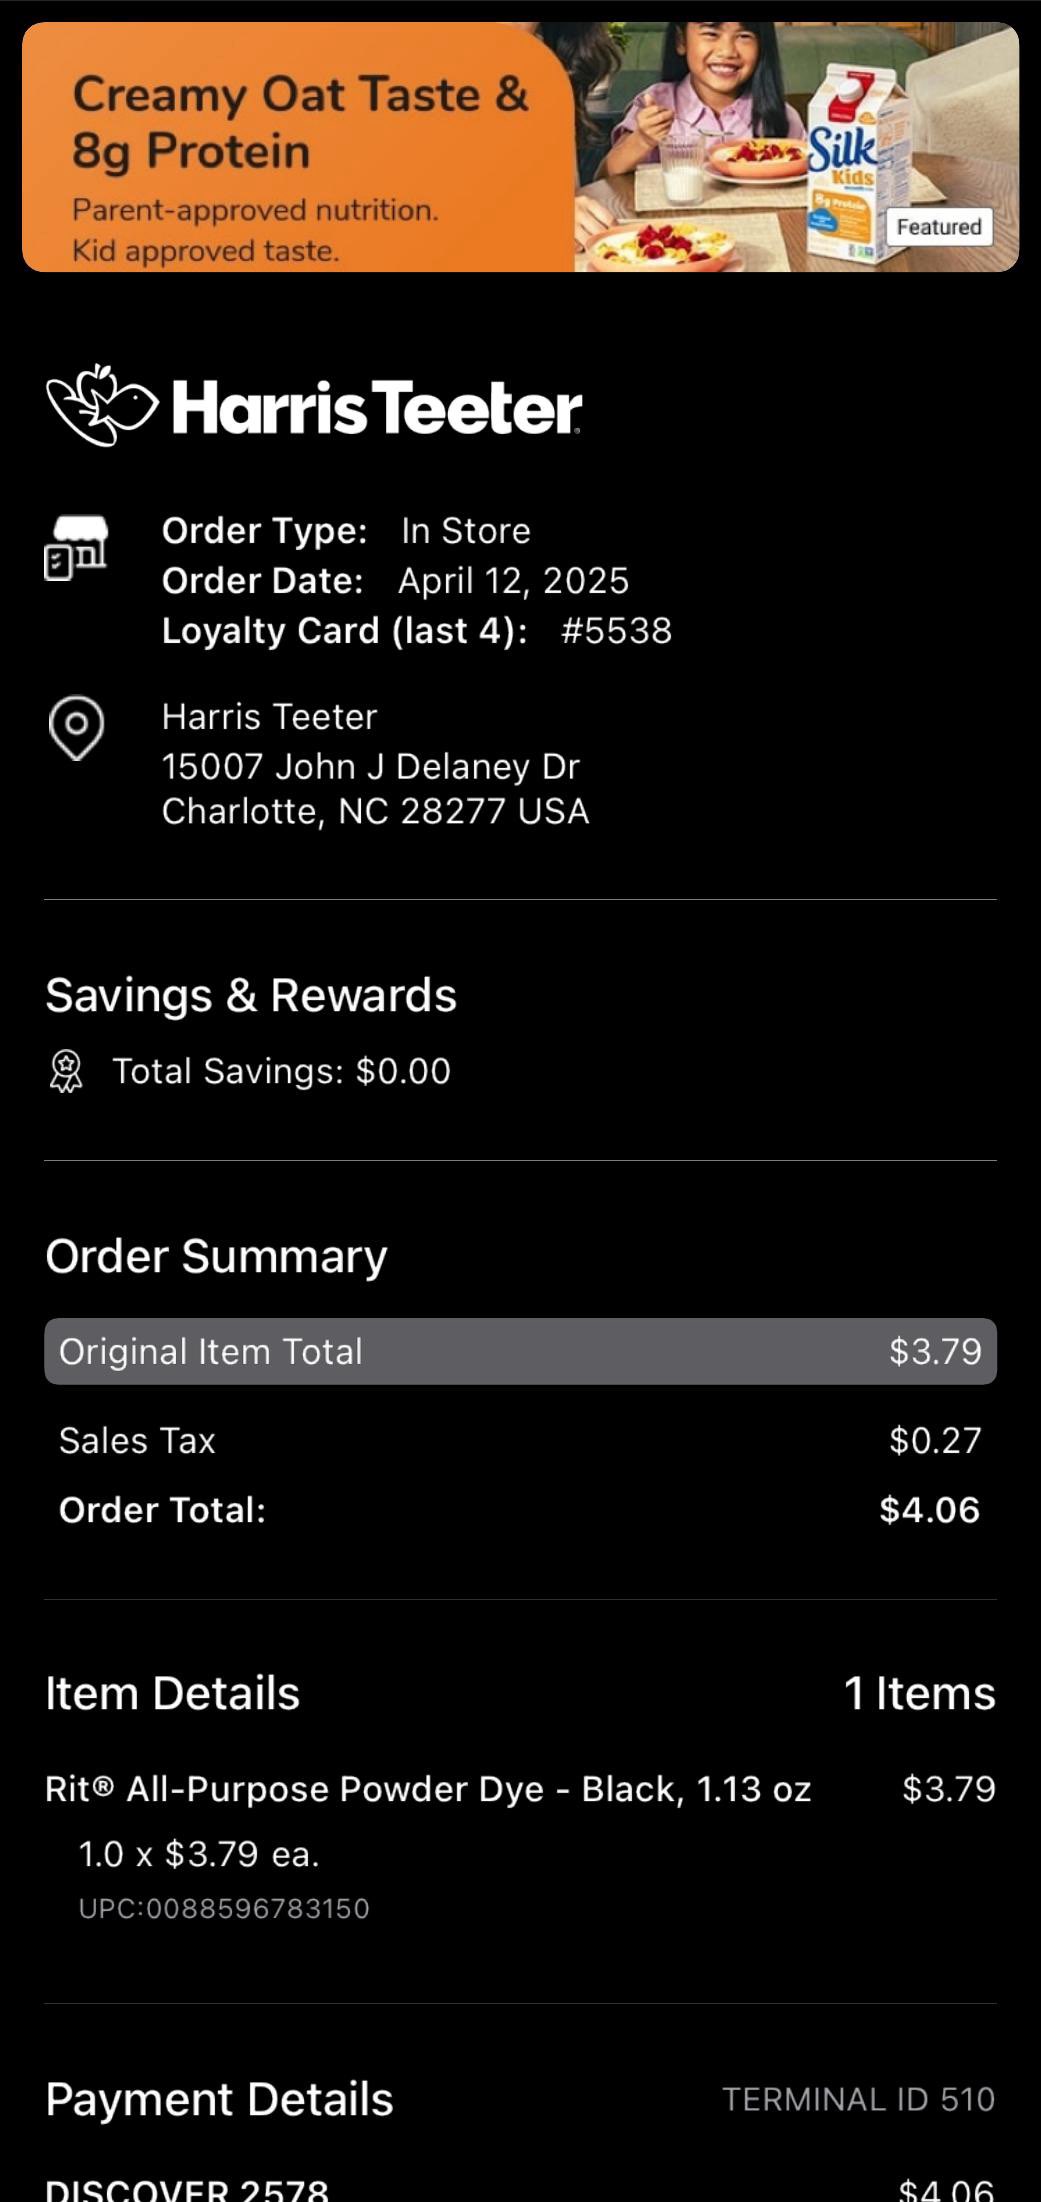 Creamy Oat Taste &
8g Protein
Parent-approved nutrition.
Kid approved taste.
Silk
Kids
8g Protein
Featured
Harris Teeter
Order Type: In Store
Order Date: April 12, 2025
Loyalty Card (last 4): #5538
Harris Teeter
15007 John J Delaney Dr
Charlotte, NC 28277 USA
Savings & Rewards
Total Savings: $0.00
Order Summary
Original Item Total $3.79
Sales Tax $0.27
Order Total: $4.06
Item Details 1 Items
Rit® All-Purpose Powder Dye - Black, 1.13 oz $3.79
1.0 x $3.79 ea.
UPC:0088596783150
Payment Details TERMINAL ID 510
DISCOVER 2578 $4.06